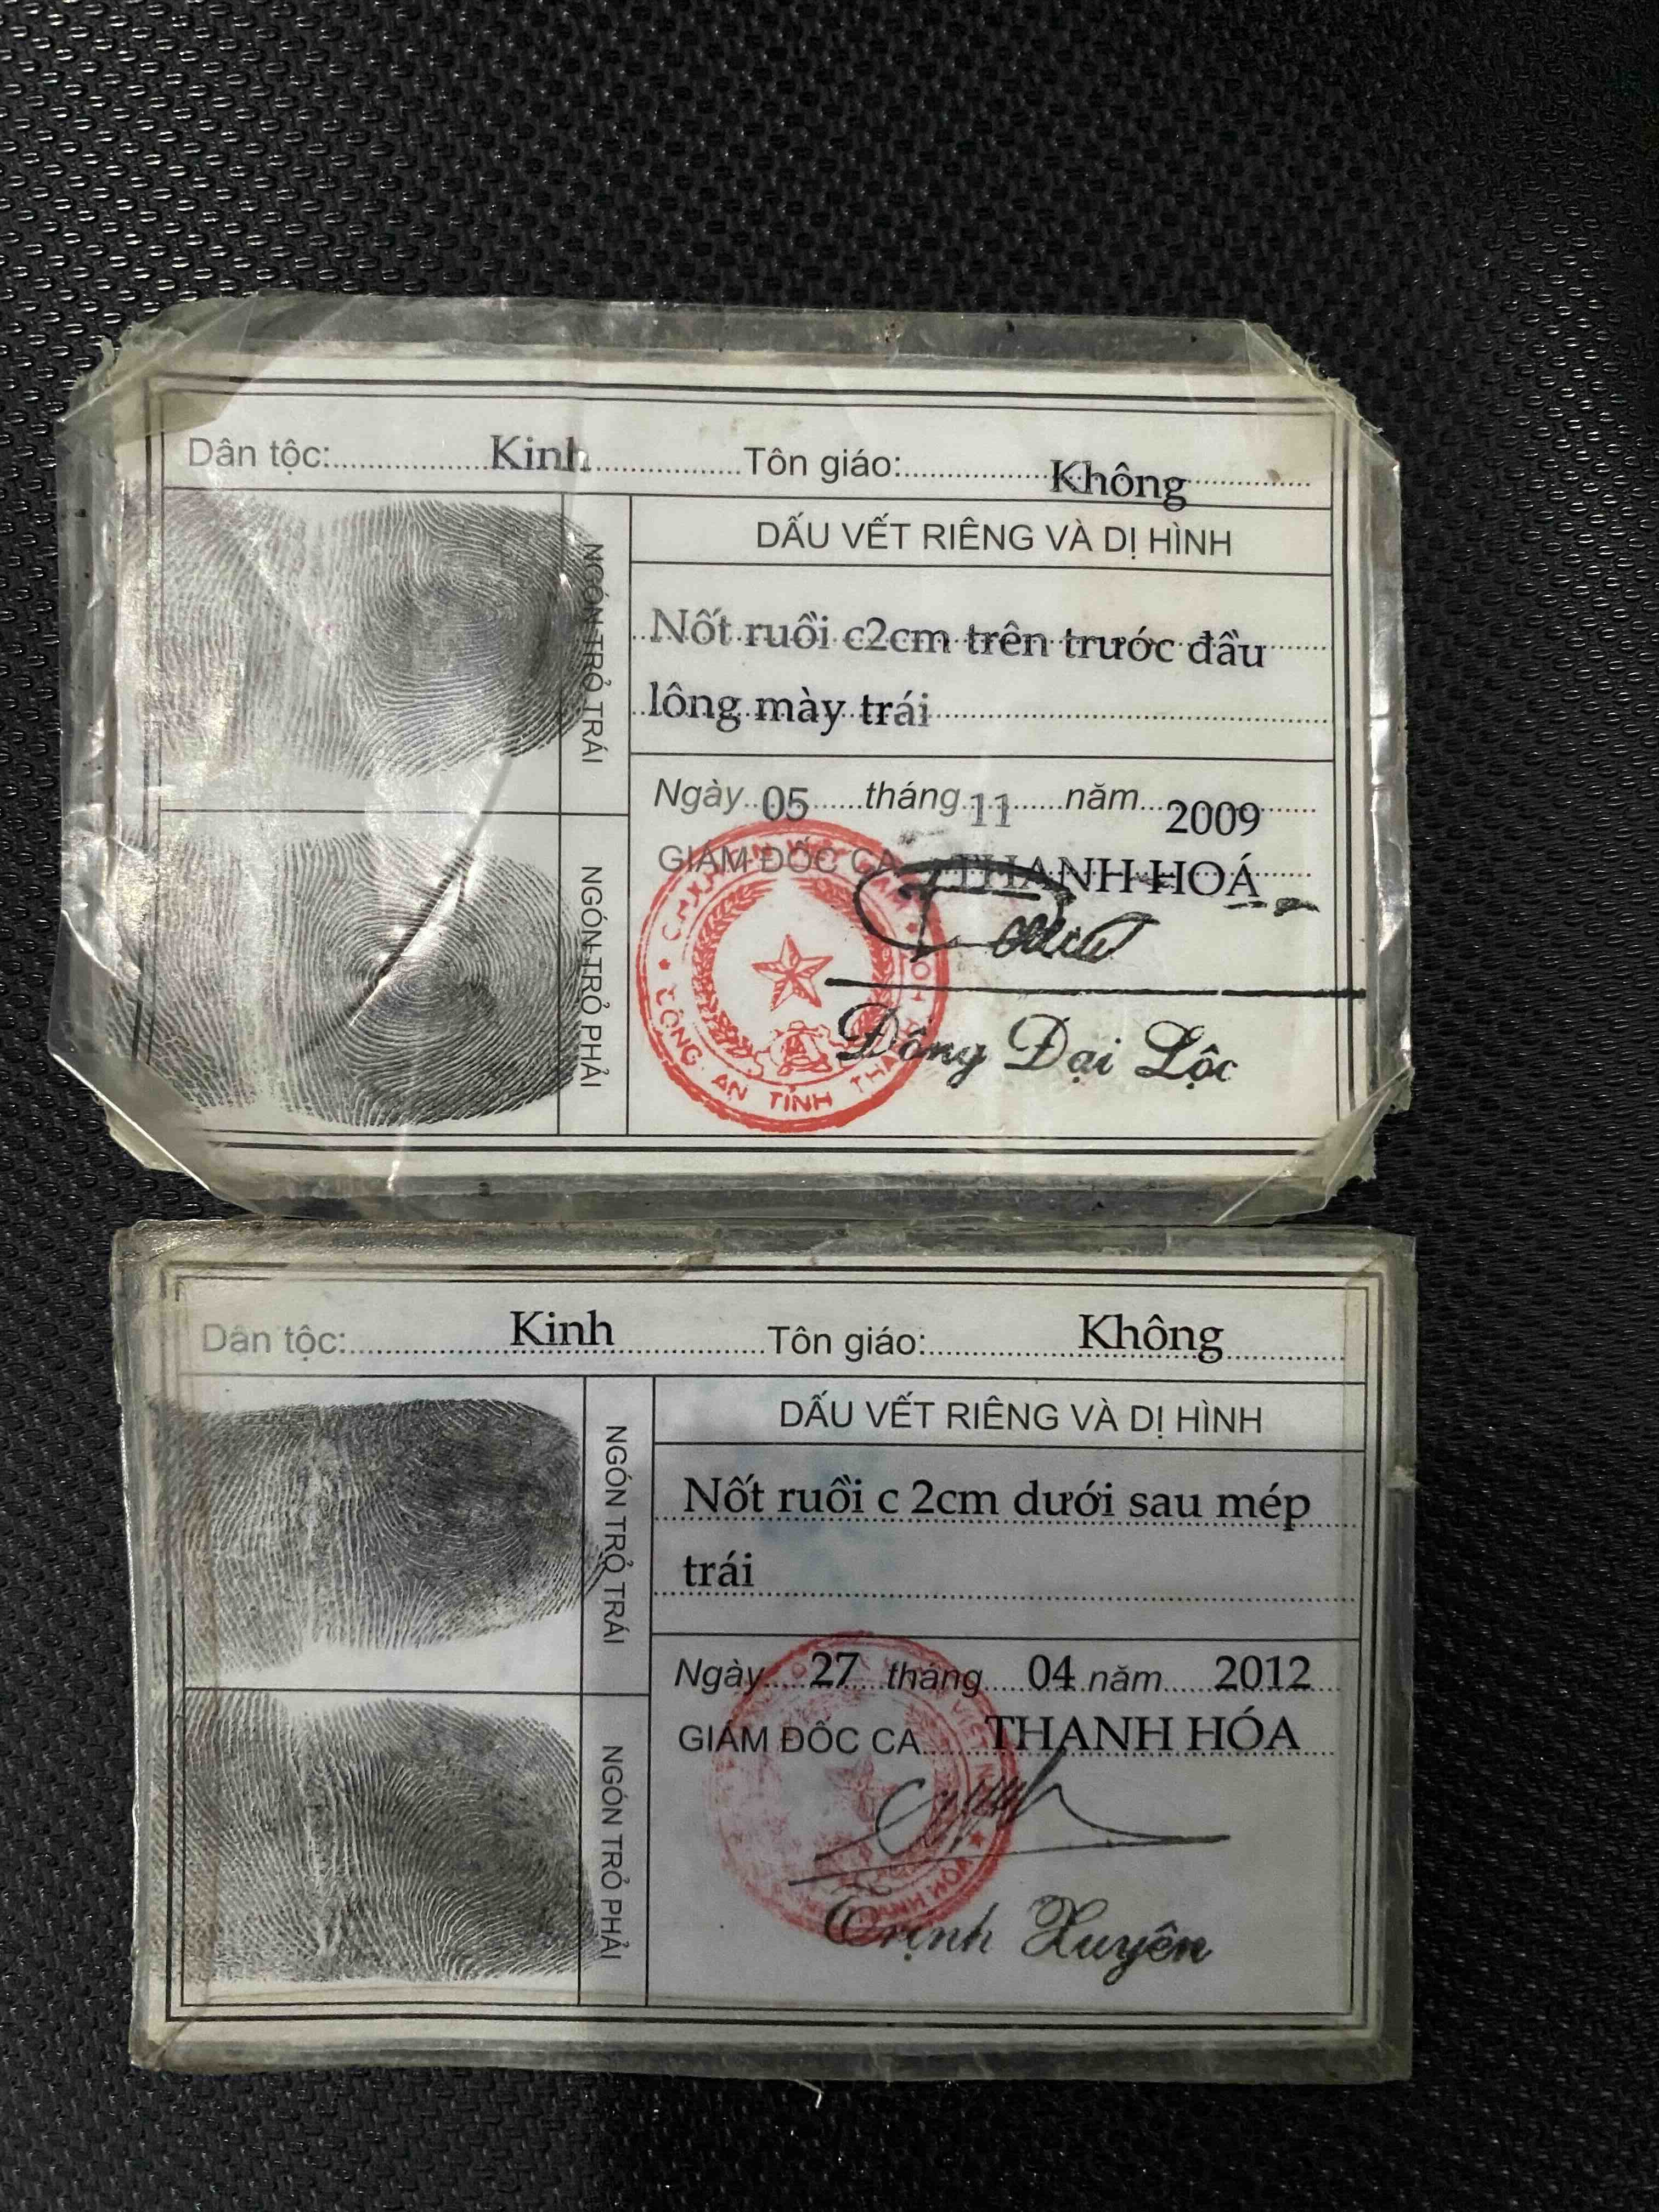 Dân tộc: Kinh Tôn giáo: Không
NGÓN TRỎ TRÁI
NGÓN TRỎ PHẢI
DẤU VẾT RIÊNG VÀ DỊ HÌNH
Nốt ruồi c2cm trên trước đầu
lông mày trái
Ngày 05 tháng 11 năm 2009
GIÁM ĐỐC CA THANH HOÁ
CÔNG AN TỈNH THANH HOÁ
Đồng Đại Lộc
Dân tộc: Kinh Tôn giáo: Không
NGÓN TRỎ TRÁI
NGÓN TRỎ PHẢI
DẤU VẾT RIÊNG VÀ DỊ HÌNH
Nốt ruồi c 2cm dưới sau mép
trái
Ngày 27 tháng 04 năm 2012
GIÁM ĐỐC CA THANH HÓA
Trịnh Xuyên